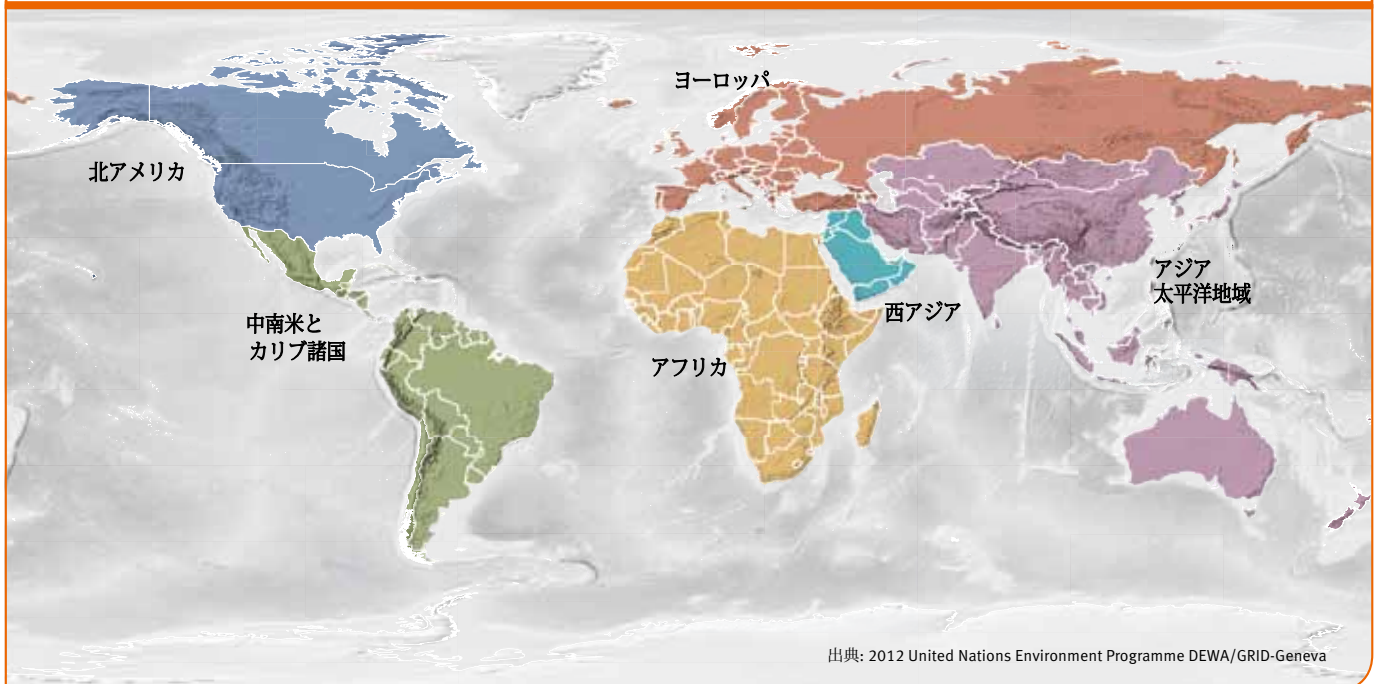 ヨーロッパ
北アメリカ
アジア
太平洋地域
西アジア
中南米と
カリブ諸国
アフリカ
出典: 2012 United Nations Environment Programme DEWA/GRID-Geneva